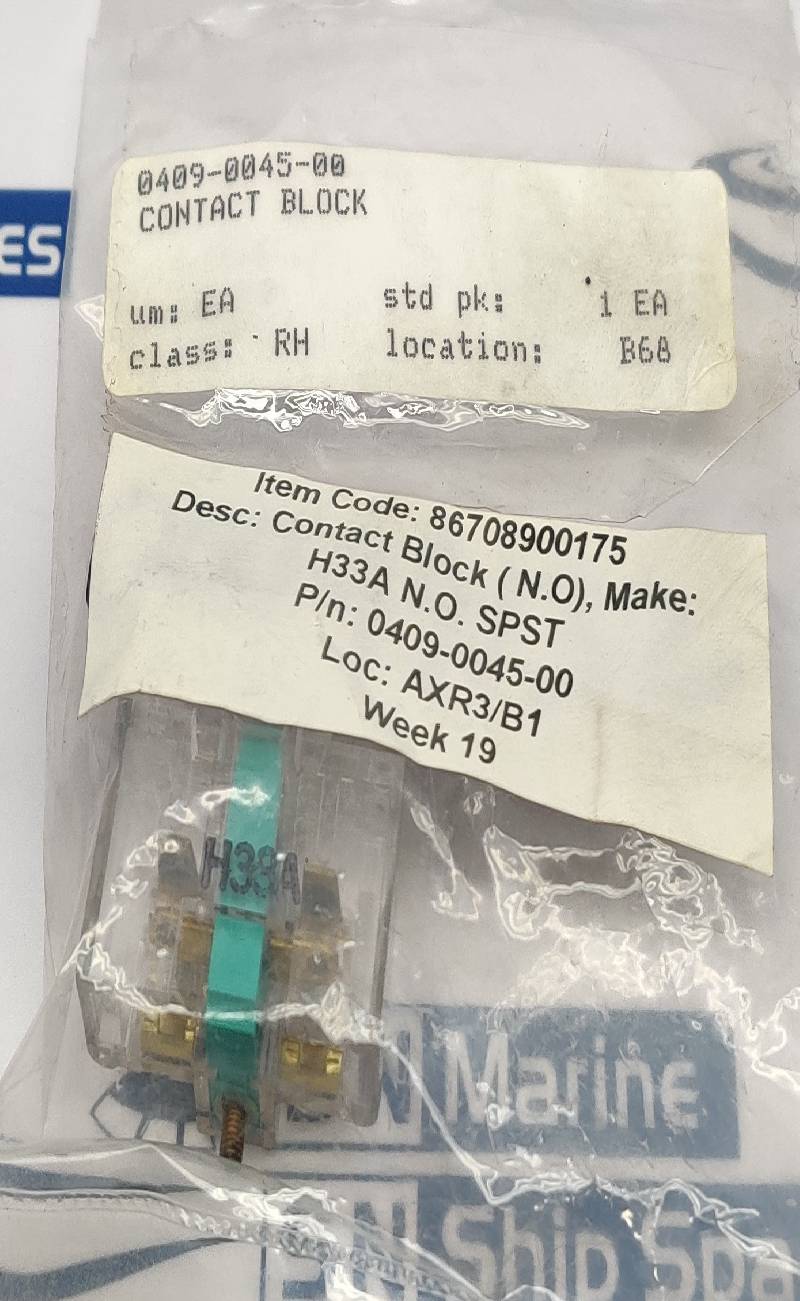 0409-0045-00
CONTACT BLOCK
um: EA std pk: 1 EA
class: RH location: B68
ES
Item Code: 86708900175
Desc: Contact Block ( N.O), Make:
H33A N.O. SPST
P/n: 0409-0045-00
Loc: AXR3/B1
Week 19
H33A
Marine
Ship Spa